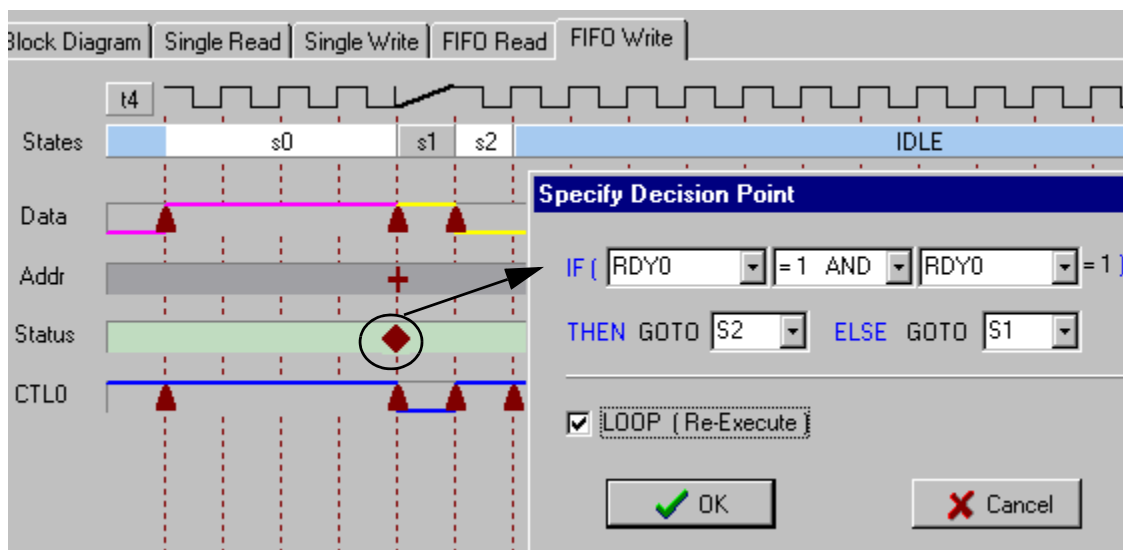 Block Diagram Single Read Single Write FIFO Read FIFO Write
t4
States s0 s1 s2 IDLE
Specify Decision Point
Data
IF ( RDY0 = 1 AND RDY0 = 1 )
Addr
THEN GOTO S2 ELSE GOTO S1
Status
CTL0
LOOP ( Re-Execute )
OK Cancel